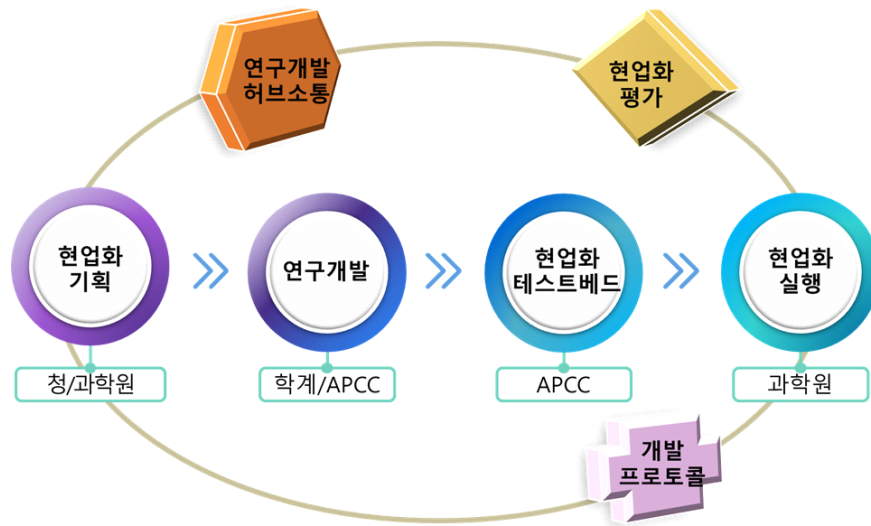 연구개발
허브소통
현업화
평가
현업화
기획
연구개발
현업화
테스트베드
현업화
실행
청/과학원
학계/APCC
APCC
과학원
개발
프로토콜